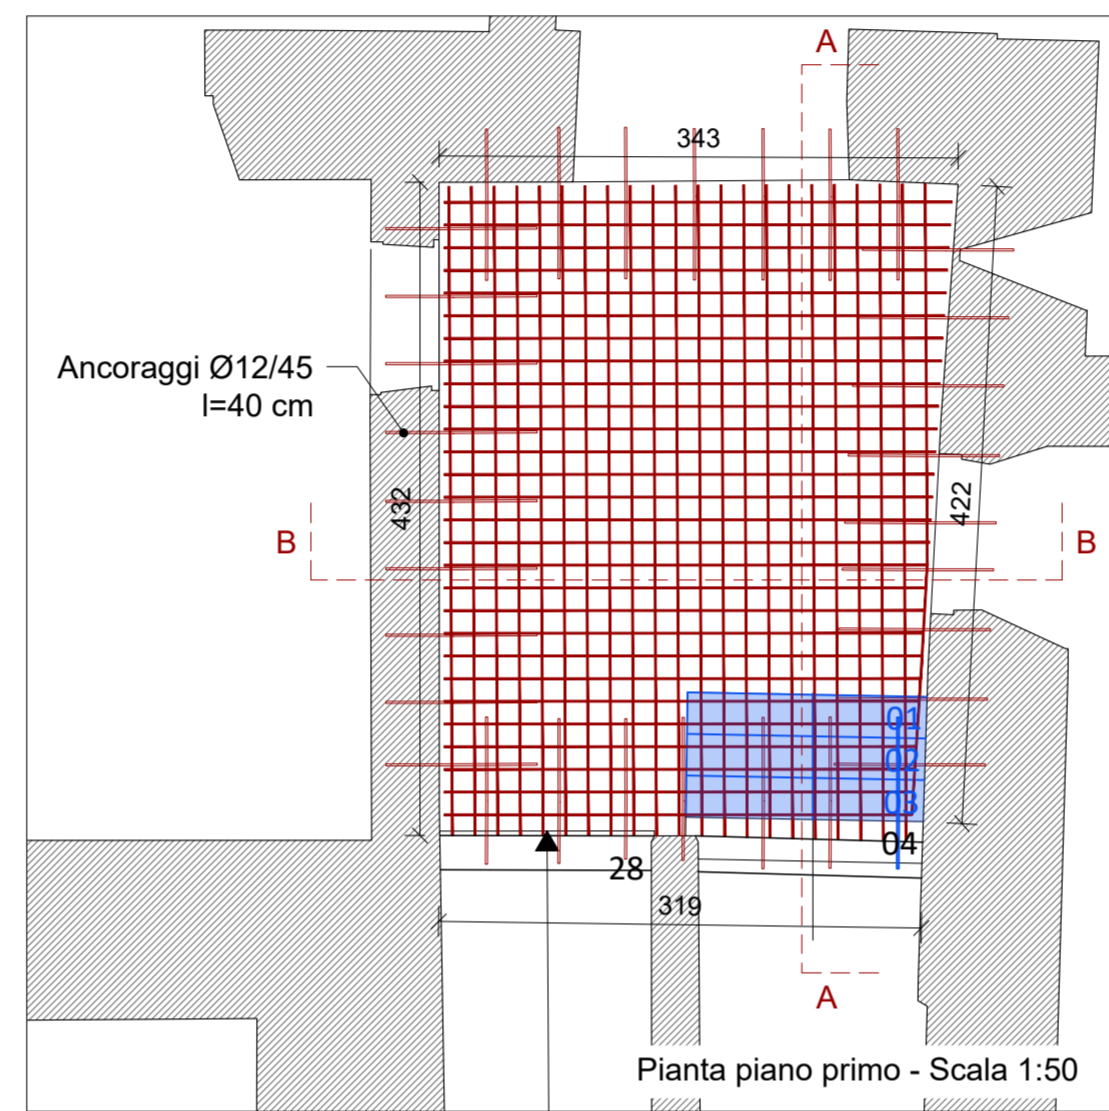 A
343
Ancoraggi Ø12/45
l=40 cm
432
422
B
B
01
02
03
04
28
319
A
Pianta piano primo - Scala 1:50